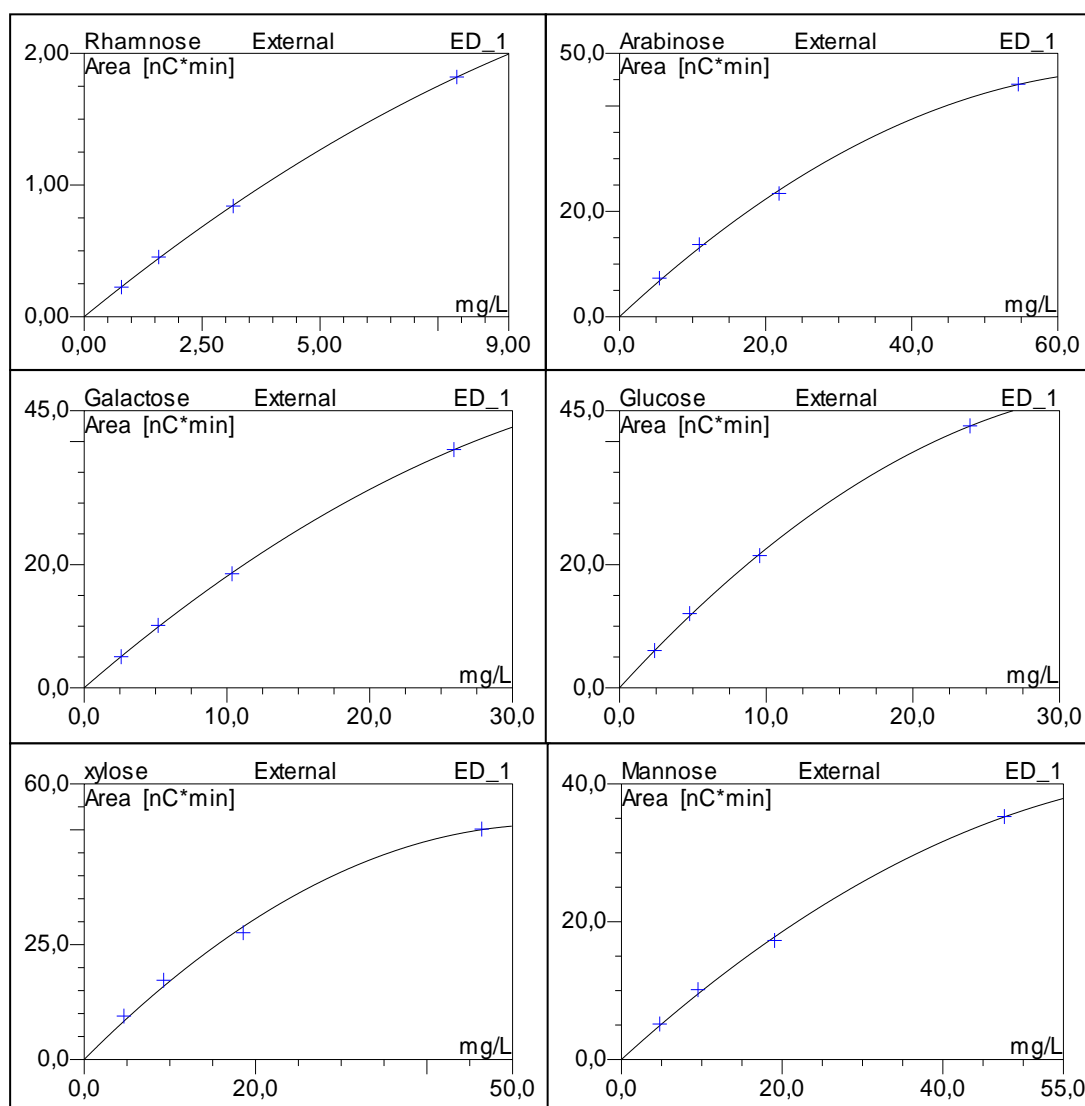 Rhamnose External ED_1
Area [nC*min]
2,00
1,00
0,00
mg/L
0,00 2,50 5,00 9,00
Arabinose External ED_1
Area [nC*min]
50,0
20,0
0,0
mg/L
0,0 20,0 40,0 60,0
Galactose External ED_1
Area [nC*min]
45,0
20,0
0,0
mg/L
0,0 10,0 20,0 30,0
Glucose External ED_1
Area [nC*min]
45,0
20,0
0,0
mg/L
0,0 10,0 20,0 30,0
xylose External ED_1
Area [nC*min]
60,0
25,0
0,0
mg/L
0,0 20,0 50,0
Mannose External ED_1
Area [nC*min]
40,0
20,0
0,0
mg/L
0,0 20,0 40,0 55,0